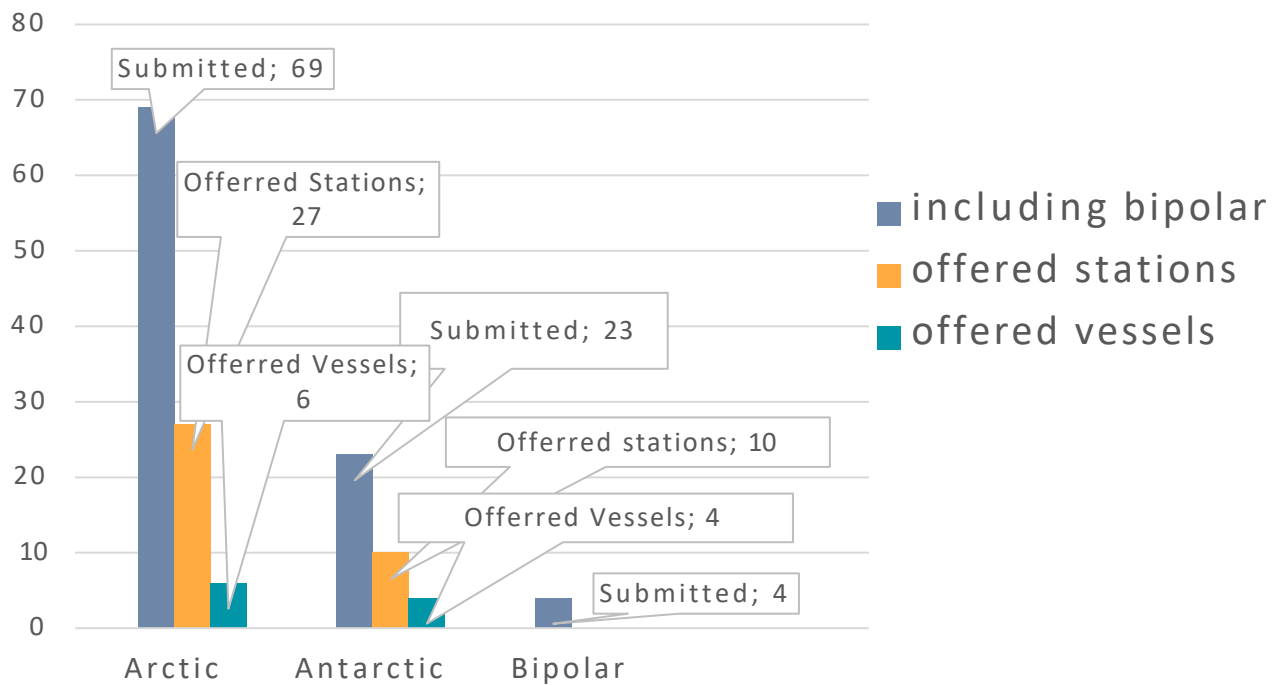 80
70
60
50
40
30
20
10
0
Submitted; 69
Offerred Stations;
27
Offerred Vessels;
6
Submitted; 23
Offerred stations; 10
Offerred Vessels; 4
Submitted; 4
Arctic
Antarctic
Bipolar
including bipolar
offered stations
offered vessels